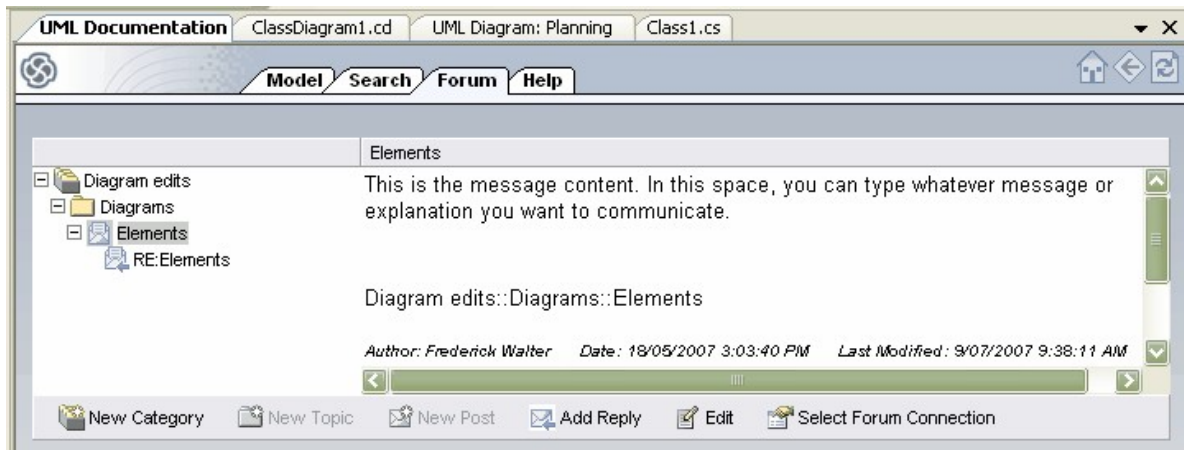 UML Documentation ClassDiagram1.cd UML Diagram: Planning Class1.cs
Model Search Forum Help
Elements
Diagram edits
Diagrams
Elements
RE:Elements
This is the message content. In this space, you can type whatever message or
explanation you want to communicate.
Diagram edits::Diagrams::Elements
Author: Frederick Walter Date: 18/05/2007 3:03:40 PM Last Modified: 9/07/2007 9:38:11 AM
New Category New Topic New Post Add Reply Edit Select Forum Connection